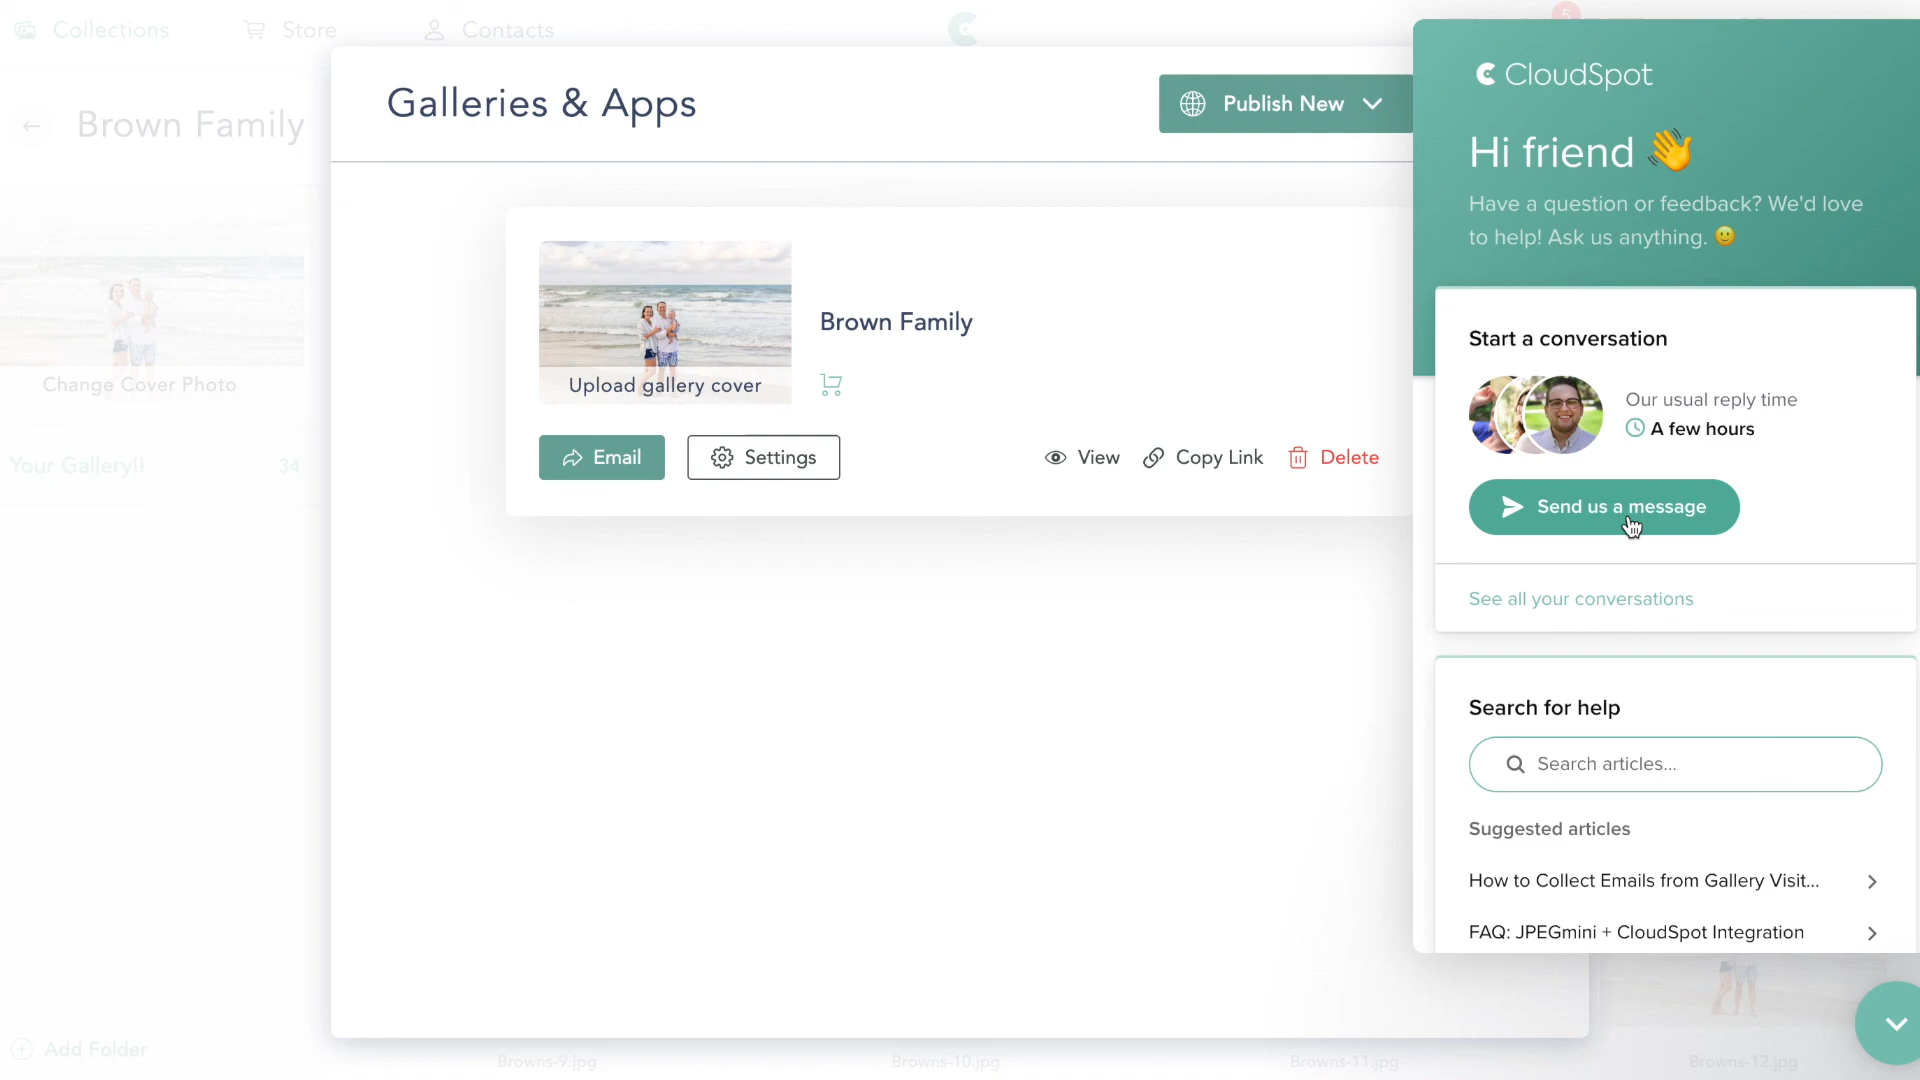 Collections
Store
Contacts
5
Brown Family
Change Cover Photo
Your Gallery!! 34
Add Folder
Galleries & Apps
Publish New
Upload gallery cover
Brown Family
Email
Settings
View
Copy Link
Delete
Browns-9.jpg
Browns-10.jpg
Browns-11.jpg
Browns-12.jpg
CloudSpot
Hi friend 👋
Have a question or feedback? We'd love
to help! Ask us anything. 🙂
Start a conversation
Our usual reply time
A few hours
Send us a message
See all your conversations
Search for help
Search articles...
Suggested articles
How to Collect Emails from Gallery Visit...
FAQ: JPEGmini + CloudSpot Integration